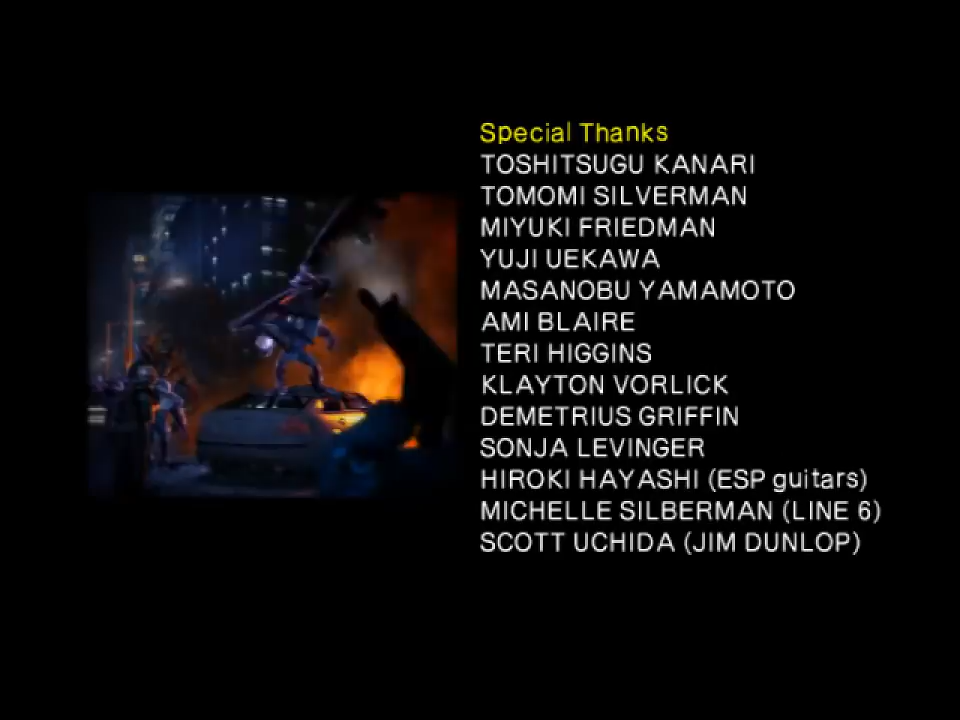 Special Thanks
TOSHITSUGU KANARI
TOMOMI SILVERMAN
MIYUKI FRIEDMAN
YUJI UEKAWA
MASANOBU YAMAMOTO
AMI BLAIRE
TERI HIGGINS
KLAYTON VORLICK
DEMETRIUS GRIFFIN
SONJA LEVINGER
HIROKI HAYASHI (ESP guitars)
MICHELLE SILBERMAN (LINE 6)
SCOTT UCHIDA (JIM DUNLOP)